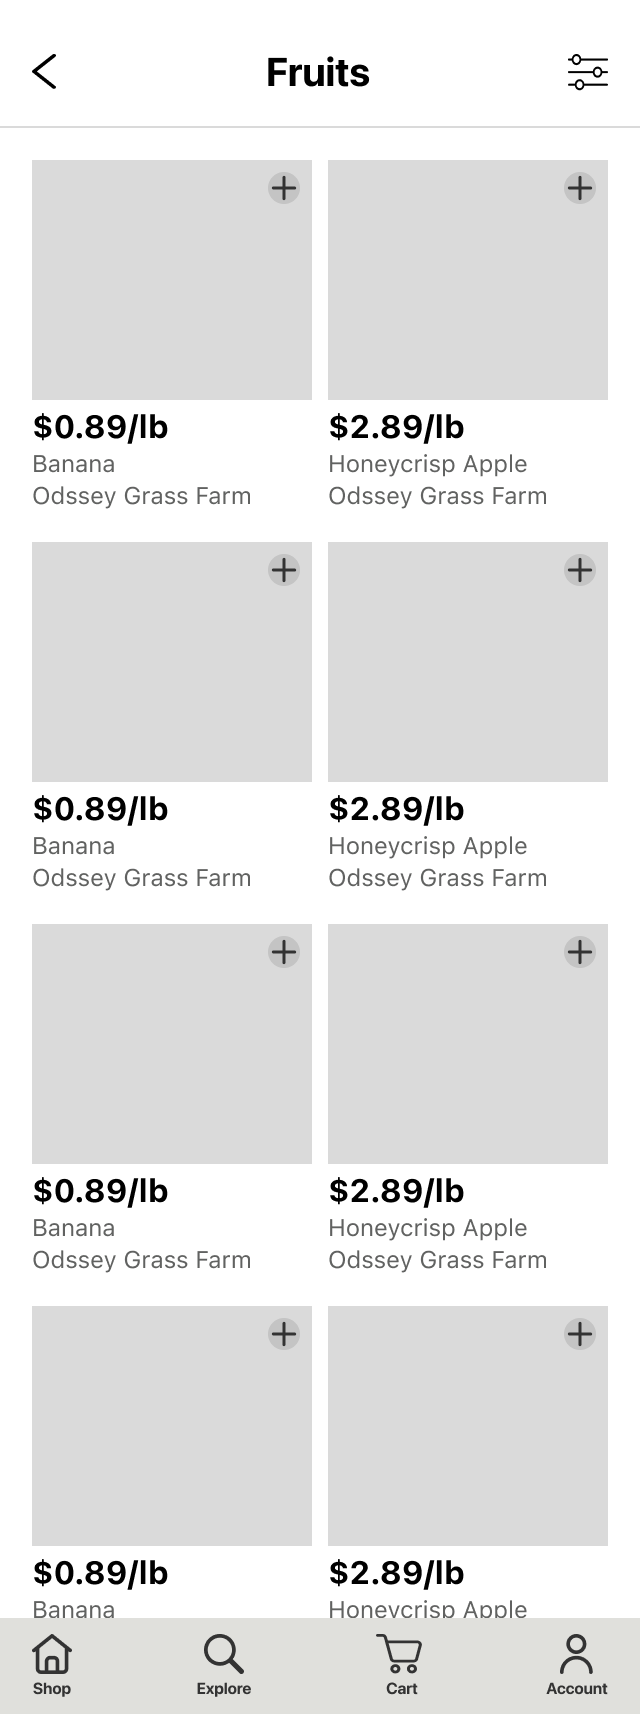 Fruits
$0.89/lb
Banana
Odssey Grass Farm
$2.89/lb
Honeycrisp Apple
Odssey Grass Farm
$0.89/lb
Banana
Odssey Grass Farm
$2.89/lb
Honeycrisp Apple
Odssey Grass Farm
$0.89/lb
Banana
Odssey Grass Farm
$2.89/lb
Honeycrisp Apple
Odssey Grass Farm
$0.89/lb
Banana
$2.89/lb
Honeycrisp Apple
Shop
Explore
Cart
Account